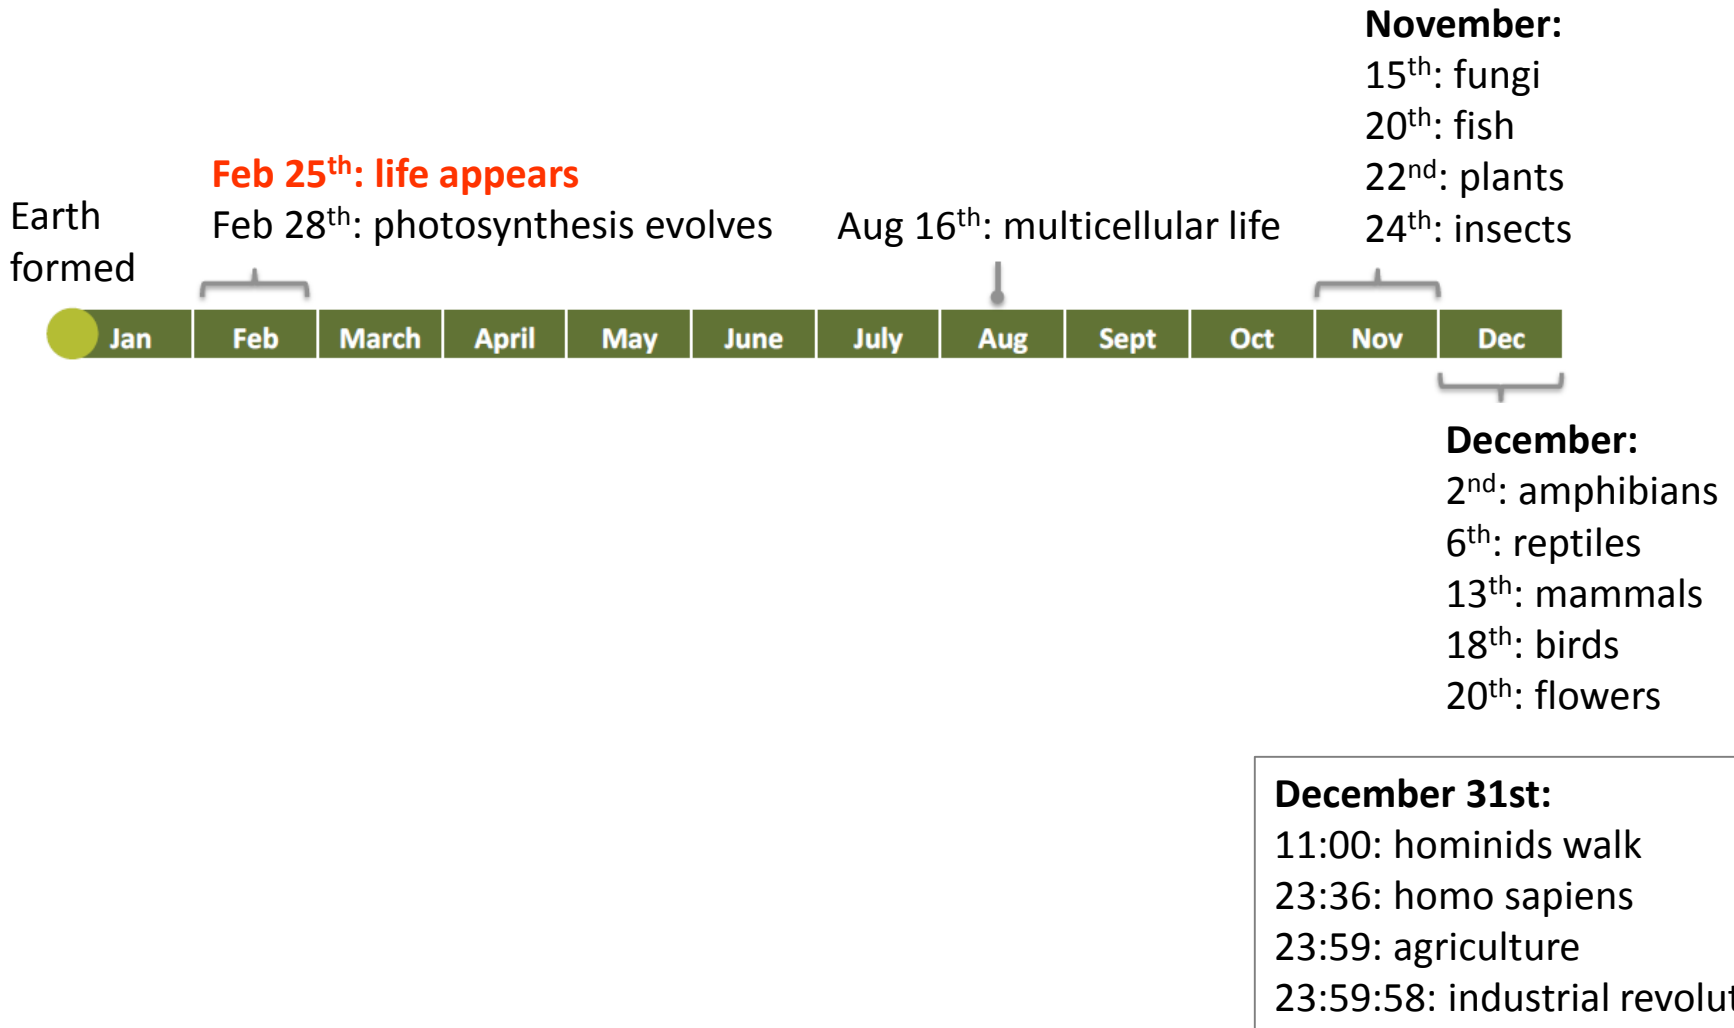 Earth
formed
Feb 25th: life appears
Feb 28th: photosynthesis evolves
Aug 16th: multicellular life
November:
15th: fungi
20th: fish
22nd: plants
24th: insects
Jan Feb March April May June July Aug Sept Oct Nov Dec
December:
2nd: amphibians
6th: reptiles
13th: mammals
18th: birds
20th: flowers
December 31st:
11:00: hominids walk
23:36: homo sapiens
23:59: agriculture
23:59:58: industrial revolut